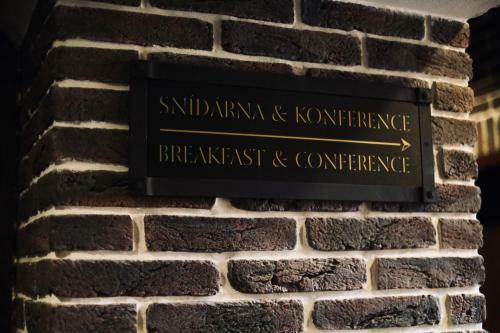 SNÍDÁRNA & KONFERENCE
BREAKFAST & CONFERENCE